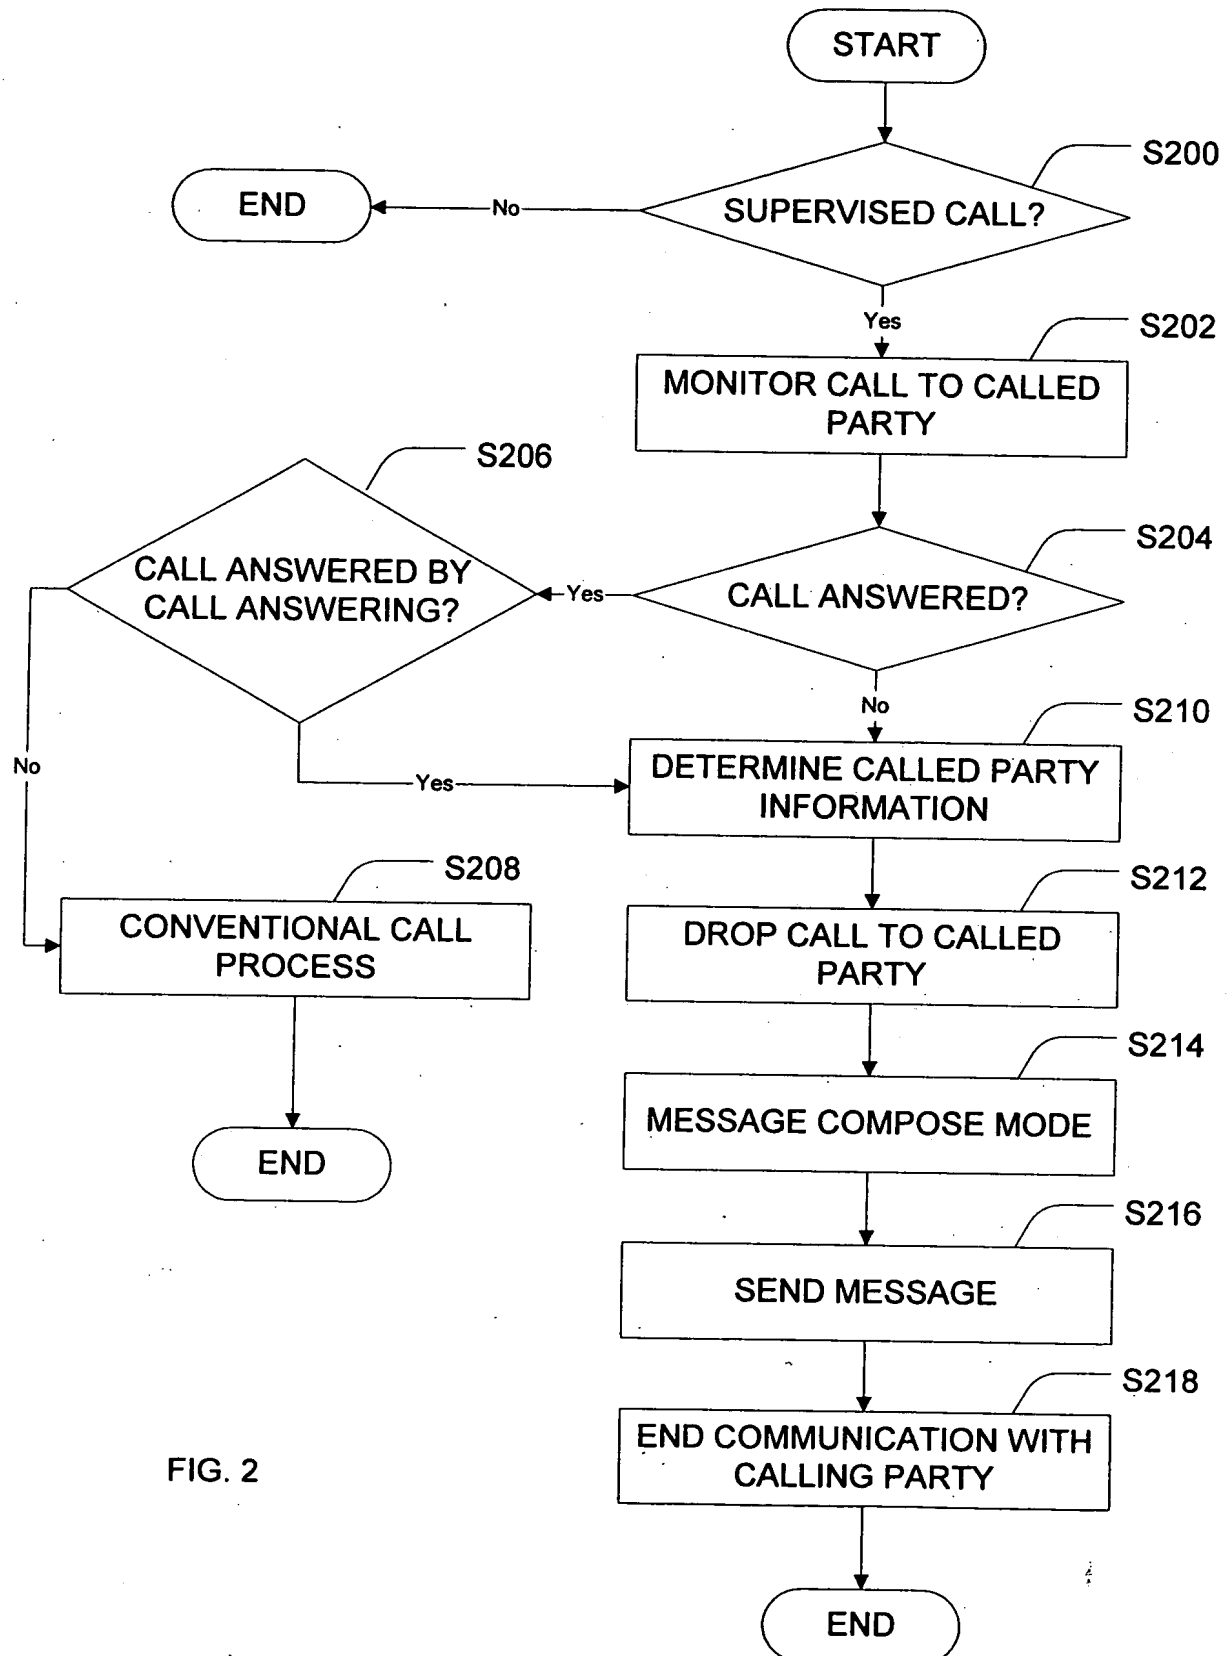 START
S200
END
No
SUPERVISED CALL?
Yes
S202
MONITOR CALL TO CALLED
PARTY
S206
S204
CALL ANSWERED BY
CALL ANSWERING?
Yes
CALL ANSWERED?
No
S210
No
Yes
DETERMINE CALLED PARTY
INFORMATION
S208
S212
CONVENTIONAL CALL
PROCESS
DROP CALL TO CALLED
PARTY
S214
MESSAGE COMPOSE MODE
END
S216
SEND MESSAGE
S218
END COMMUNICATION WITH
CALLING PARTY
FIG. 2
END